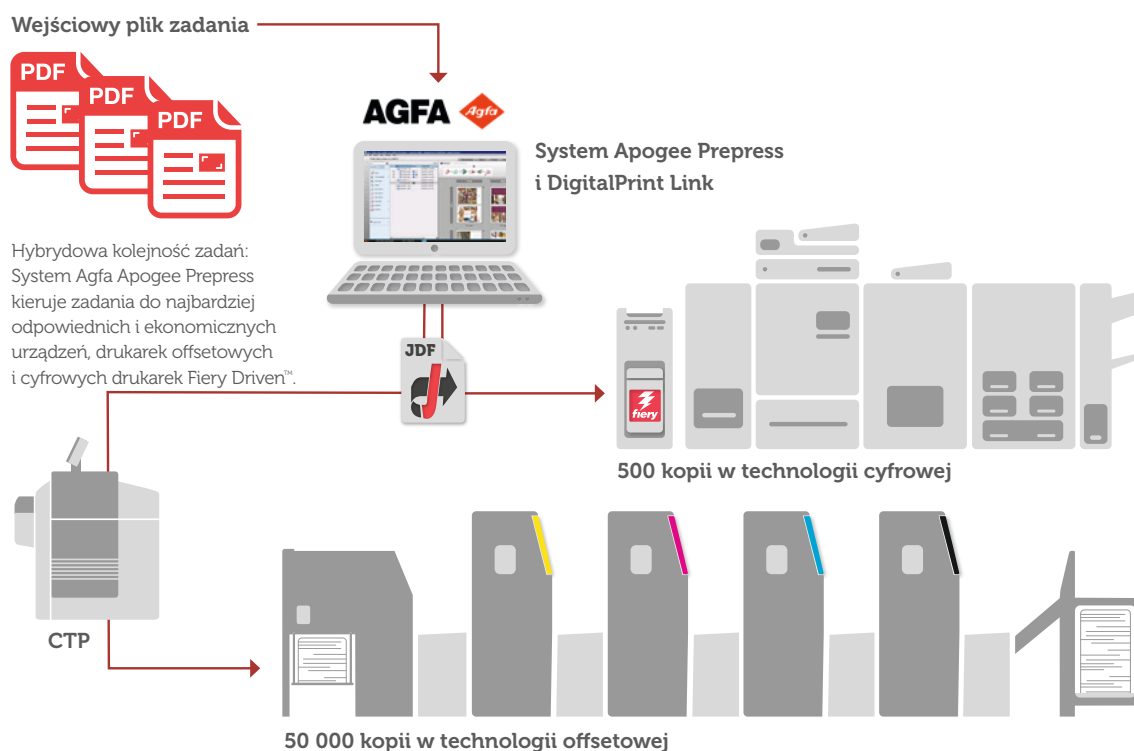 Wejściowy plik zadania
PDF
PDF
PDF
AGFA
Agfa
System Apogee Prepress
i DigitalPrint Link
Hybrydowa kolejność zadań:
System Agfa Apogee Prepress
kieruje zadania do najbardziej
odpowiednich i ekonomicznych
urządzeń, drukarek offsetowych
i cyfrowych drukarek Fiery Driven™.
JDF
fiery
500 kopii w technologii cyfrowej
CTP
50 000 kopii w technologii offsetowej